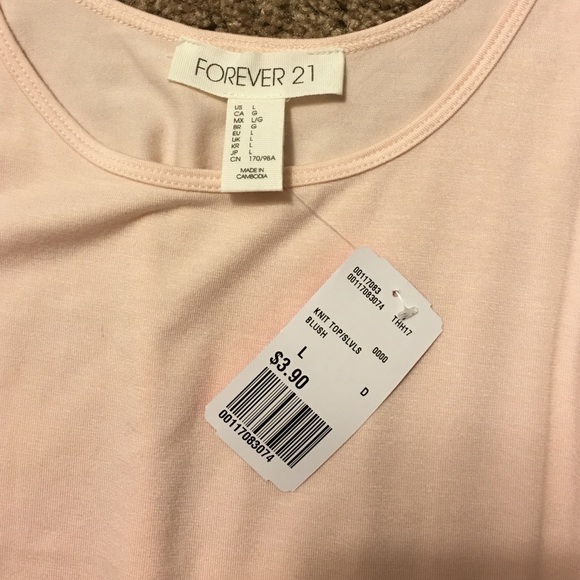 FOREVER 21
US L
CA G
MX L/G
BR G
EU L
UK L
KR L
JP L
CN 170/98A
MADE IN
CAMBODIA
00117083
00117083074 THH17
KNIT TOP/SLVLS 0000
BLUSH
L D
$3.90
00117083074